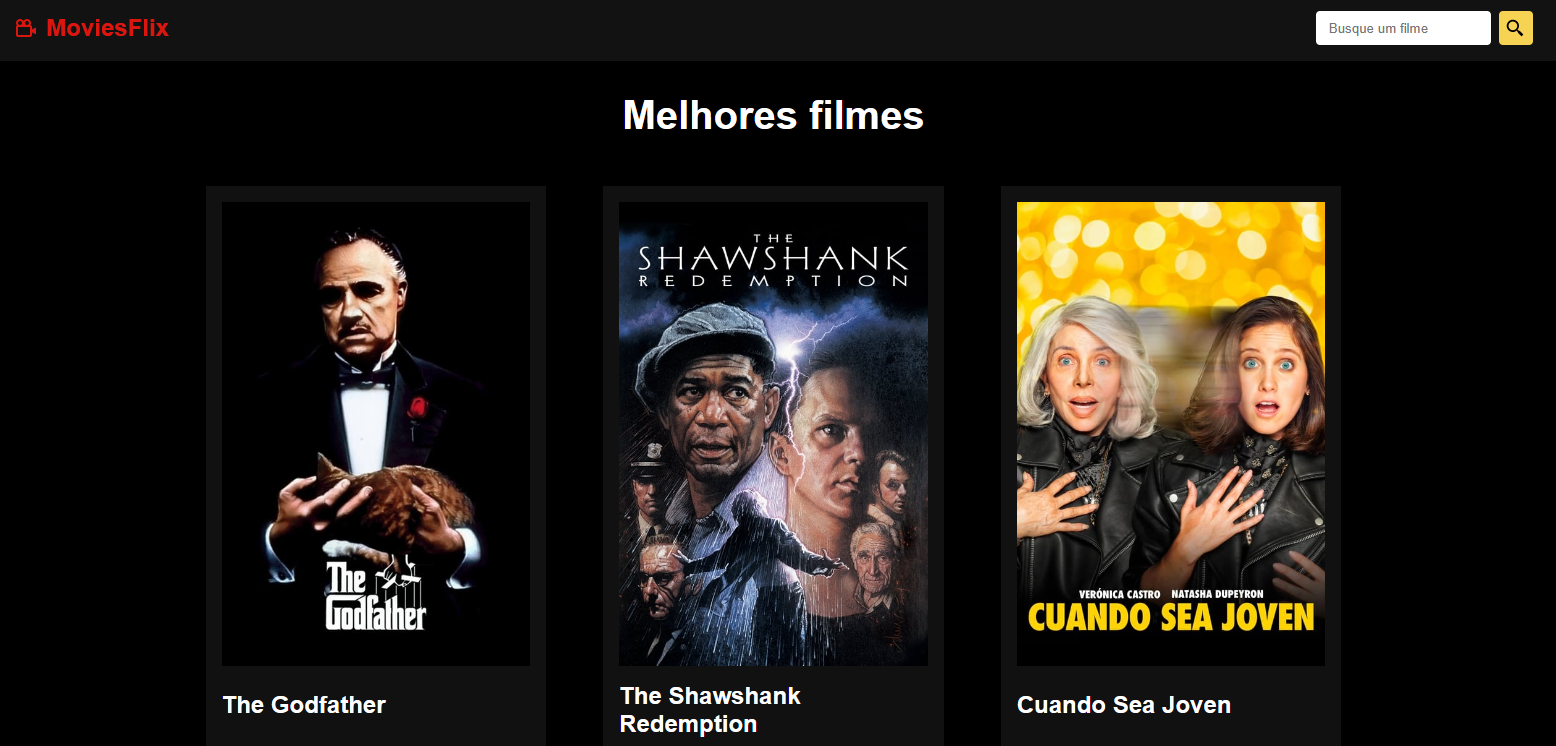 MoviesFlix
Busque um filme
Melhores filmes
The
Godfather
THE
SHAWSHANK
REDEMPTION
VERÓNICA CASTRO NATASHA DUPEYRON
CUANDO SEA JOVEN
The Godfather
The Shawshank
Redemption
Cuando Sea Joven